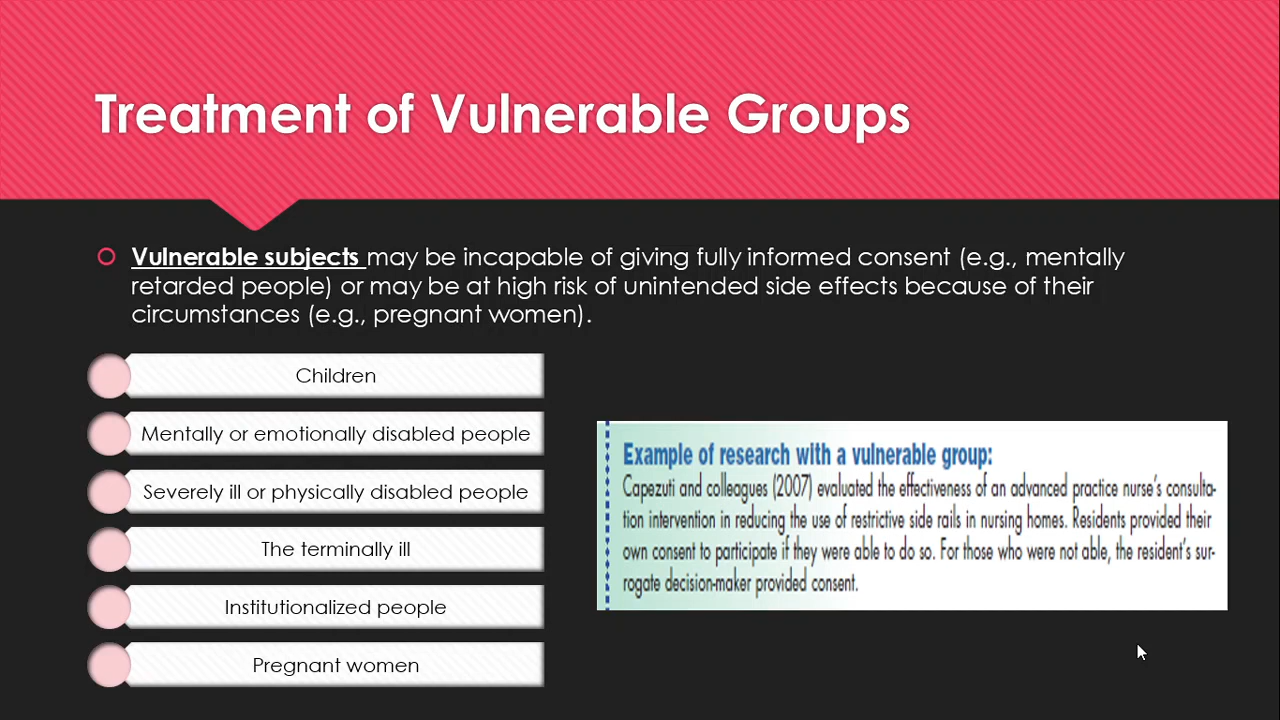 Treatment of Vulnerable Groups
Vulnerable subjects may be incapable of giving fully informed consent (e.g., mentally
retarded people) or may be at high risk of unintended side effects because of their
circumstances (e.g., pregnant women).
Children
Mentally or emotionally disabled people
Severely ill or physically disabled people
The terminally ill
Institutionalized people
Pregnant women
Example of research with a vulnerable group:
Capezuti and colleagues (2007) evaluated the effectiveness of an advanced practice nurse's consulta-
tion intervention in reducing the use of restrictive side rails in nursing homes. Residents provided their
own consent to participate if they were able to do so. For those who were not able, the resident's sur-
rogate decision-maker provided consent.